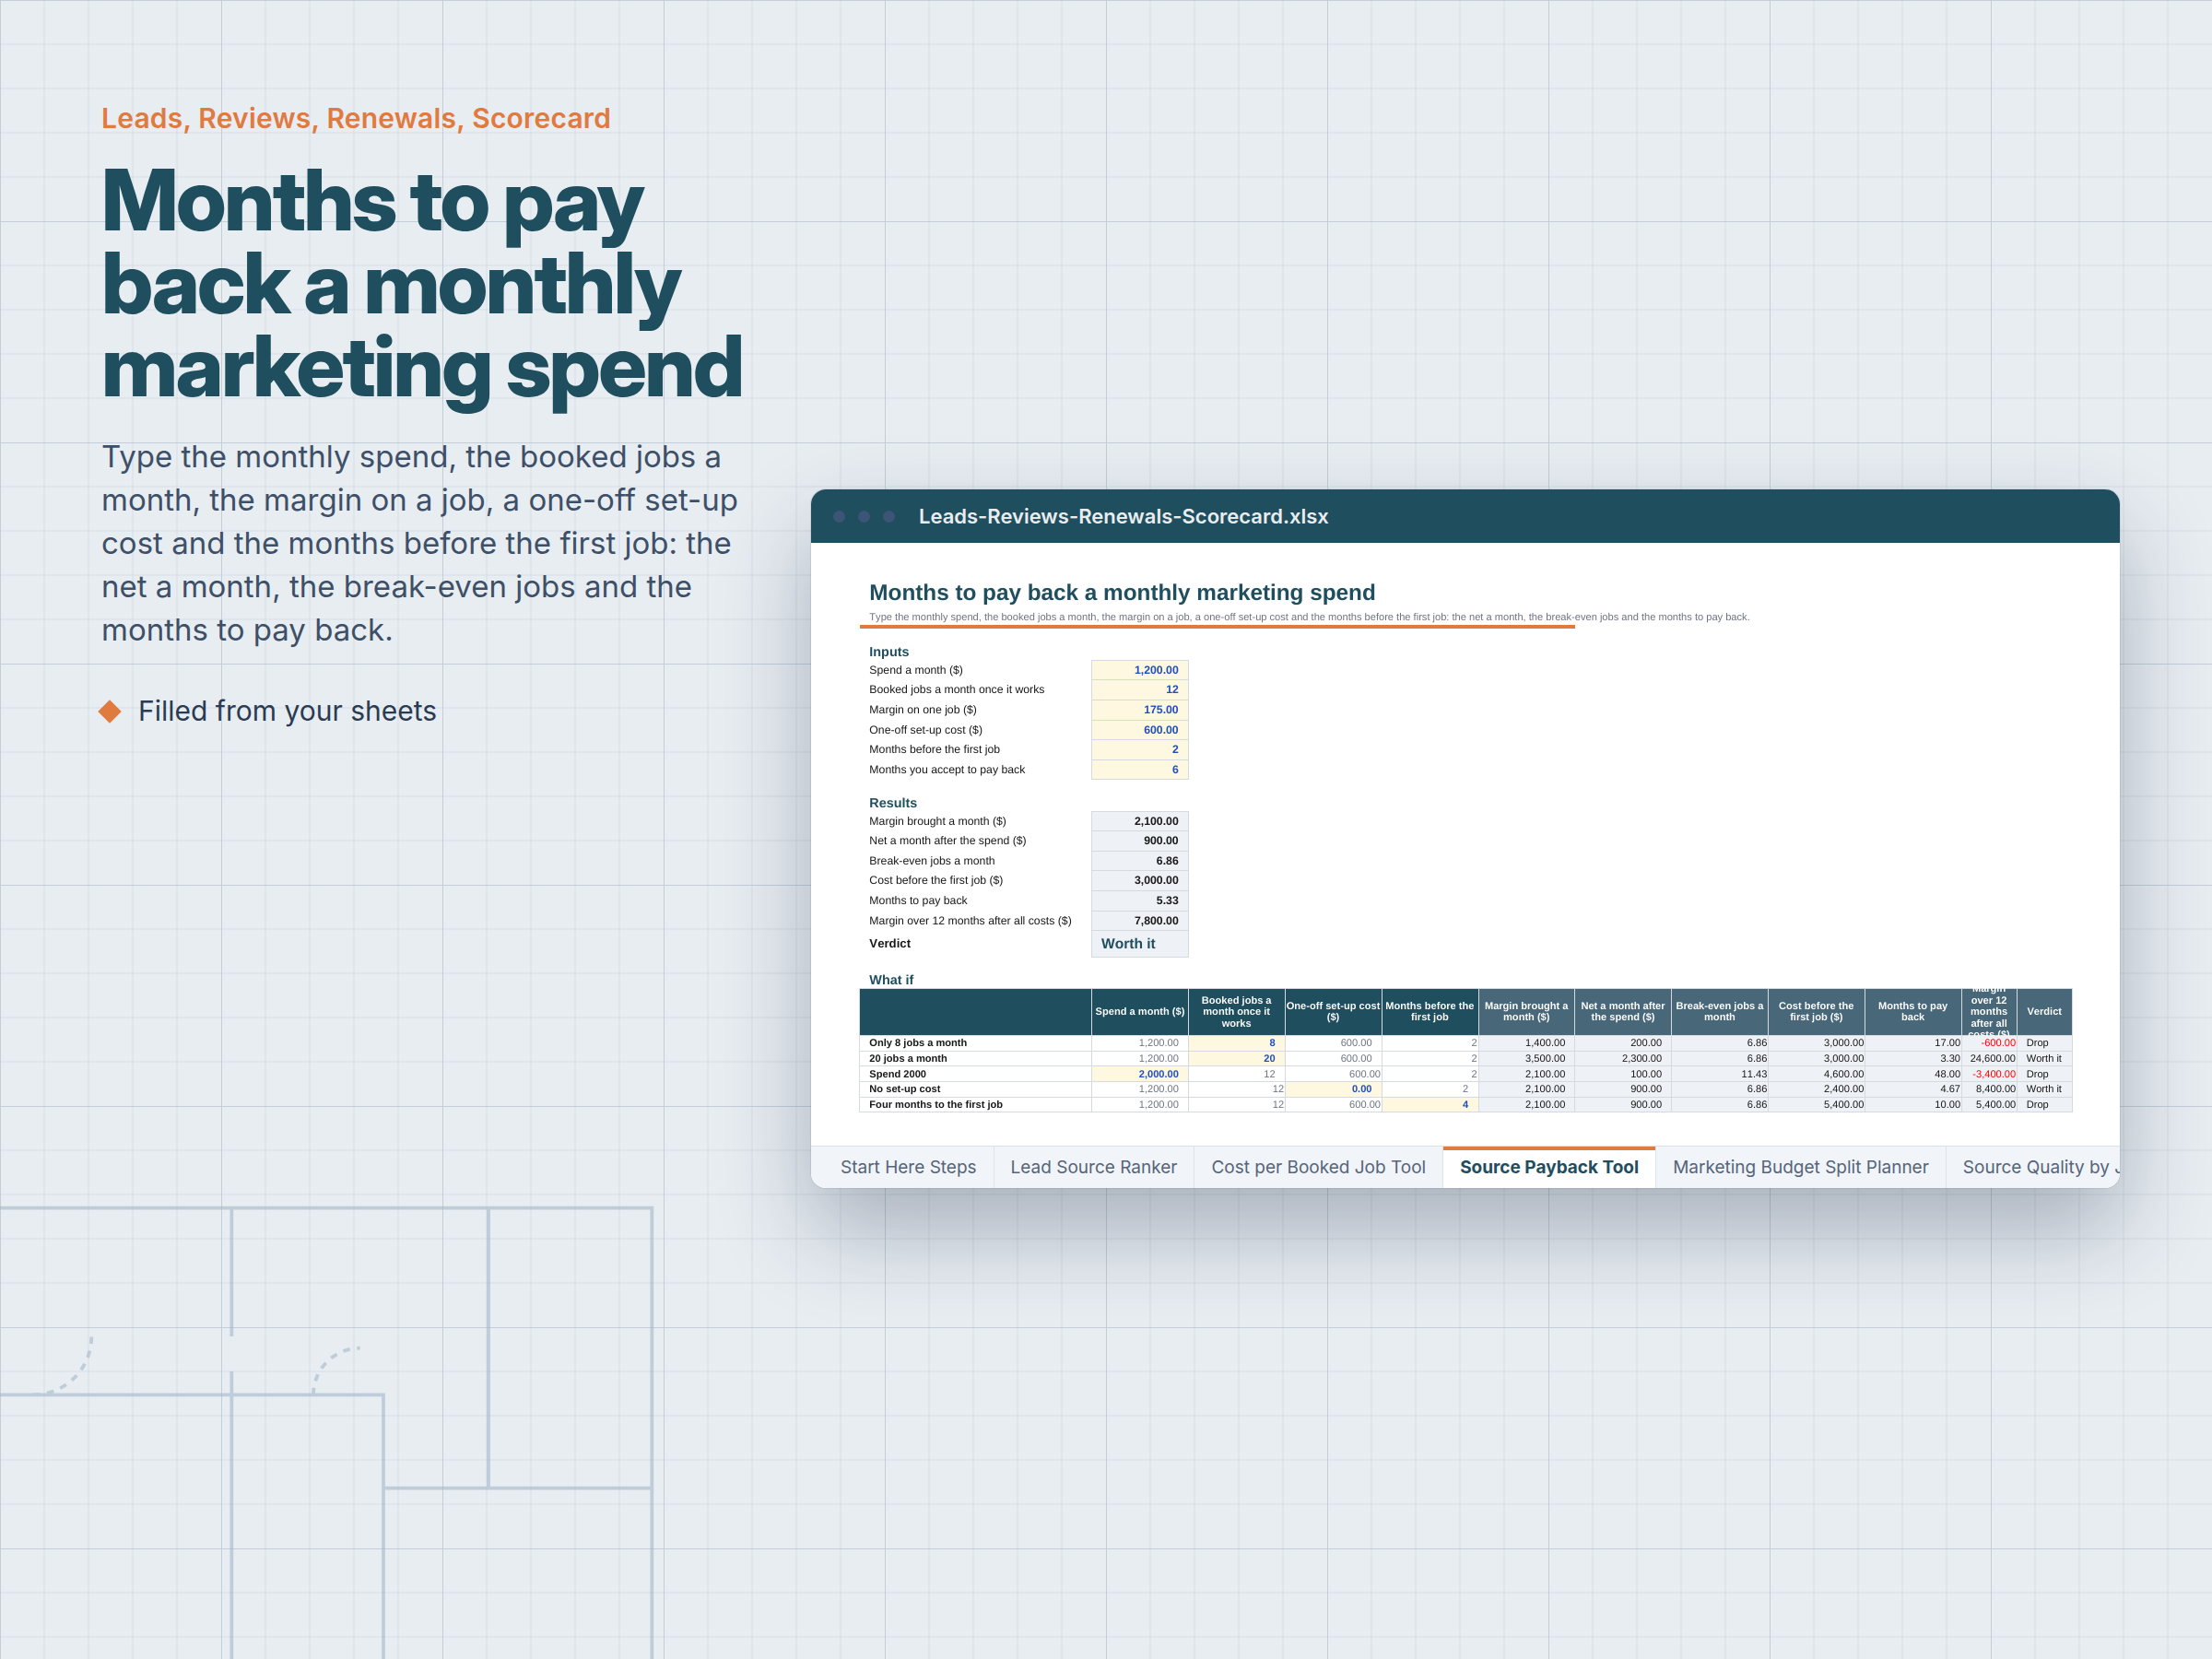 Leads, Reviews, Renewals, Scorecard
Months to pay
back a monthly
marketing spend
Type the monthly spend, the booked jobs a
month, the margin on a job, a one-off set-up
cost and the months before the first job: the
net a month, the break-even jobs and the
months to pay back.
Filled from your sheets
Leads-Reviews-Renewals-Scorecard.xlsx
Months to pay back a monthly marketing spend
Type the monthly spend, the booked jobs a month, the margin on a job, a one-off set-up cost and the months before the first job: the net a month, the break-even jobs and the months to pay back.
Inputs
Spend a month ($) 1,200.00
Booked jobs a month once it works 12
Margin on one job ($) 175.00
One-off set-up cost ($) 600.00
Months before the first job 2
Months you accept to pay back 6
Results
Margin brought a month ($) 2,100.00
Net a month after the spend ($) 900.00
Break-even jobs a month 6.86
Cost before the first job ($) 3,000.00
Months to pay back 5.33
Margin over 12 months after all costs ($) 7,800.00
Verdict Worth it
What if
Spend a month ($) Booked jobs a month once it works One-off set-up cost ($) Months before the first job Margin brought a month ($) Net a month after the spend ($) Break-even jobs a month Cost before the first job ($) Months to pay back Margin over 12 months after all costs ($) Verdict
Only 8 jobs a month 1,200.00 8 600.00 2 1,400.00 200.00 6.86 3,000.00 17.00 -600.00 Drop
20 jobs a month 1,200.00 20 600.00 2 3,500.00 2,300.00 6.86 3,000.00 3.30 24,600.00 Worth it
Spend 2000 2,000.00 12 600.00 2 2,100.00 100.00 11.43 4,600.00 48.00 -3,400.00 Drop
No set-up cost 1,200.00 12 0.00 2 2,100.00 900.00 6.86 2,400.00 4.67 8,400.00 Worth it
Four months to the first job 1,200.00 12 600.00 4 2,100.00 900.00 6.86 5,400.00 10.00 5,400.00 Drop
Start Here Steps Lead Source Ranker Cost per Booked Job Tool Source Payback Tool Marketing Budget Split Planner Source Quality by